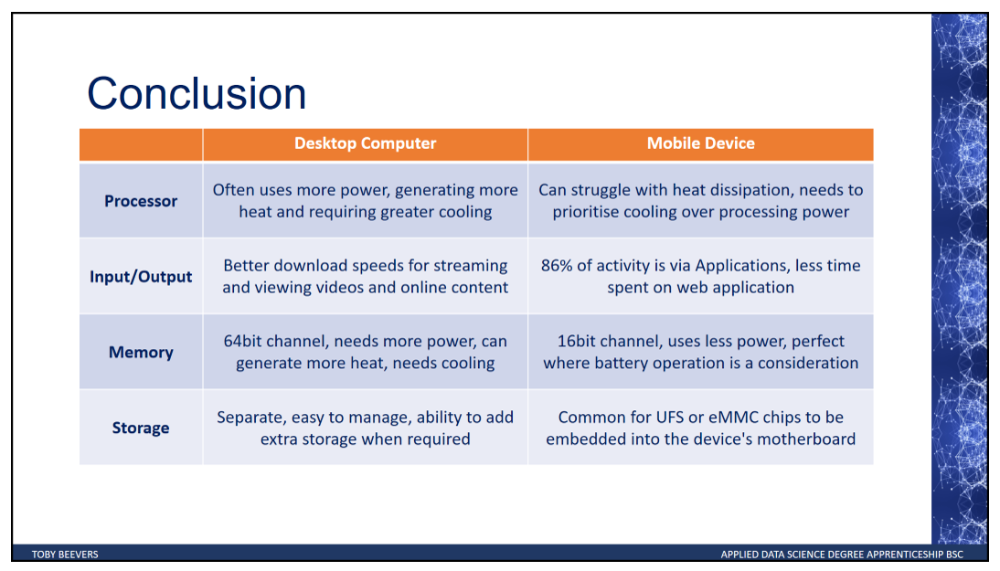 Conclusion
Desktop Computer
Mobile Device
Processor
Often uses more power, generating more
heat and requiring greater cooling
Can struggle with heat dissipation, needs to
prioritise cooling over processing power
Input/Output
Better download speeds for streaming
and viewing videos and online content
86% of activity is via Applications, less time
spent on web application
Memory
64bit channel, needs more power, can
generate more heat, needs cooling
16bit channel, uses less power, perfect
where battery operation is a consideration
Storage
Separate, easy to manage, ability to add
extra storage when required
Common for UFS or eMMC chips to be
embedded into the device's motherboard
TOBY BEEVERS
APPLIED DATA SCIENCE DEGREE APPRENTICESHIP BSC